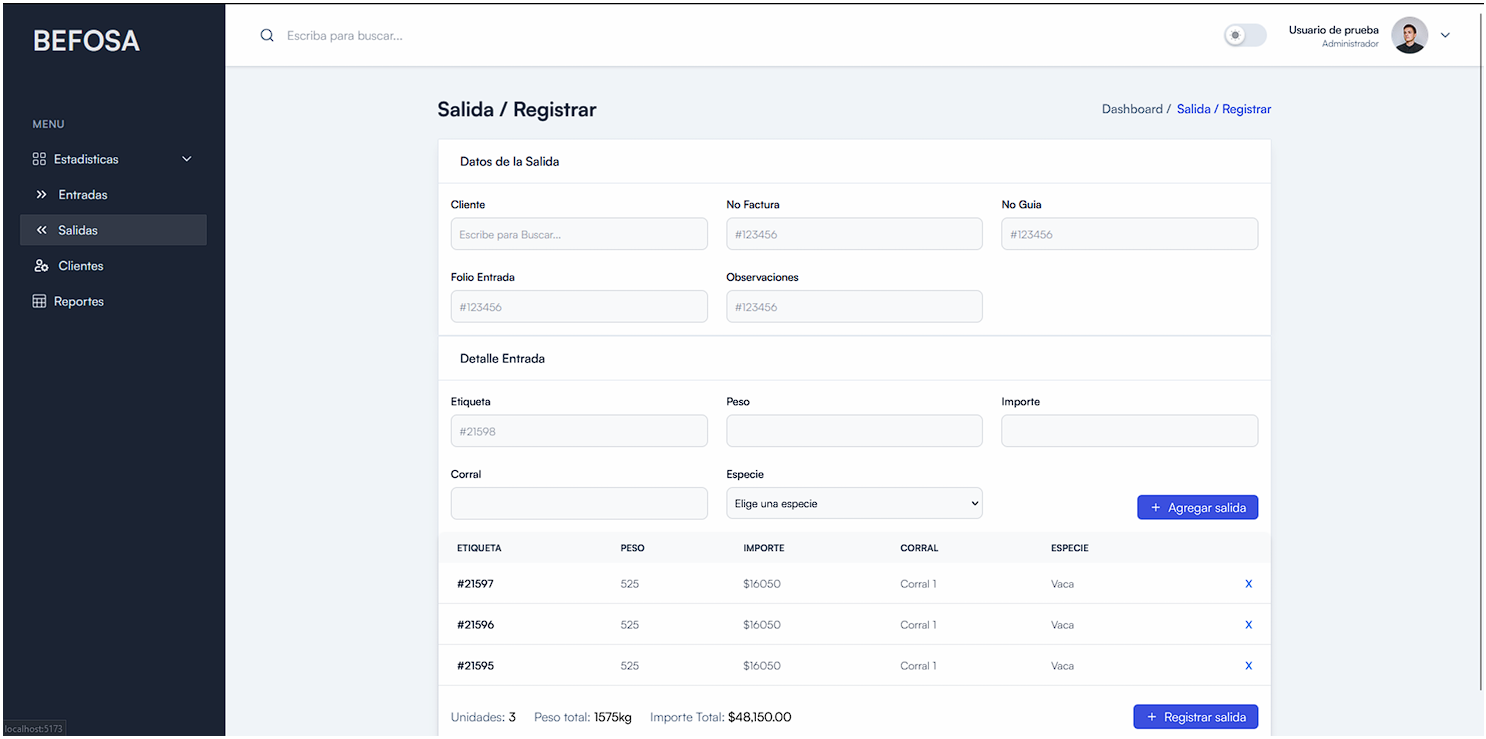 BEFOSA
Escriba para buscar...
Usuario de prueba
Administrador
MENU
Estadisticas
Entradas
Salidas
Clientes
Reportes
Salida / Registrar
Dashboard / Salida / Registrar
Datos de la Salida
Cliente No Factura No Guia
Escribe para Buscar... #123456 #123456
Folio Entrada Observaciones
#123456 #123456
Detalle Entrada
Etiqueta Peso Importe
#21598
Corral Especie
Elige una especie
+ Agregar salida
ETIQUETA PESO IMPORTE CORRAL ESPECIE
#21597 525 $16050 Corral 1 Vaca X
#21596 525 $16050 Corral 1 Vaca X
#21595 525 $16050 Corral 1 Vaca X
Unidades: 3 Peso total: 1575kg Importe Total: $48,150.00
+ Registrar salida
localhost:5173